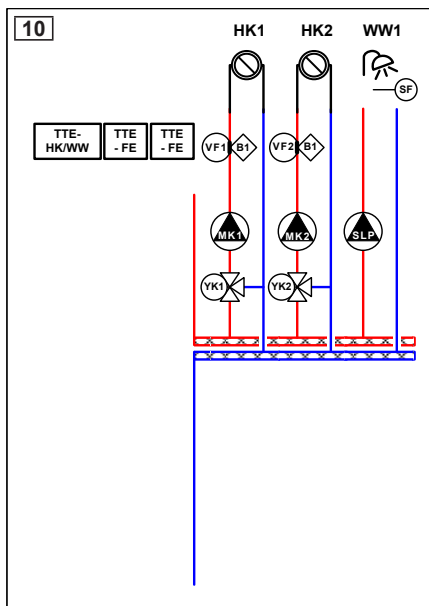 10
HK1 HK2 WW1
SF
TTE-
HK/WW
TTE
- FE
TTE
- FE
VF1 B1 VF2 B1
MK1 MK2 SLP
YK1 YK2